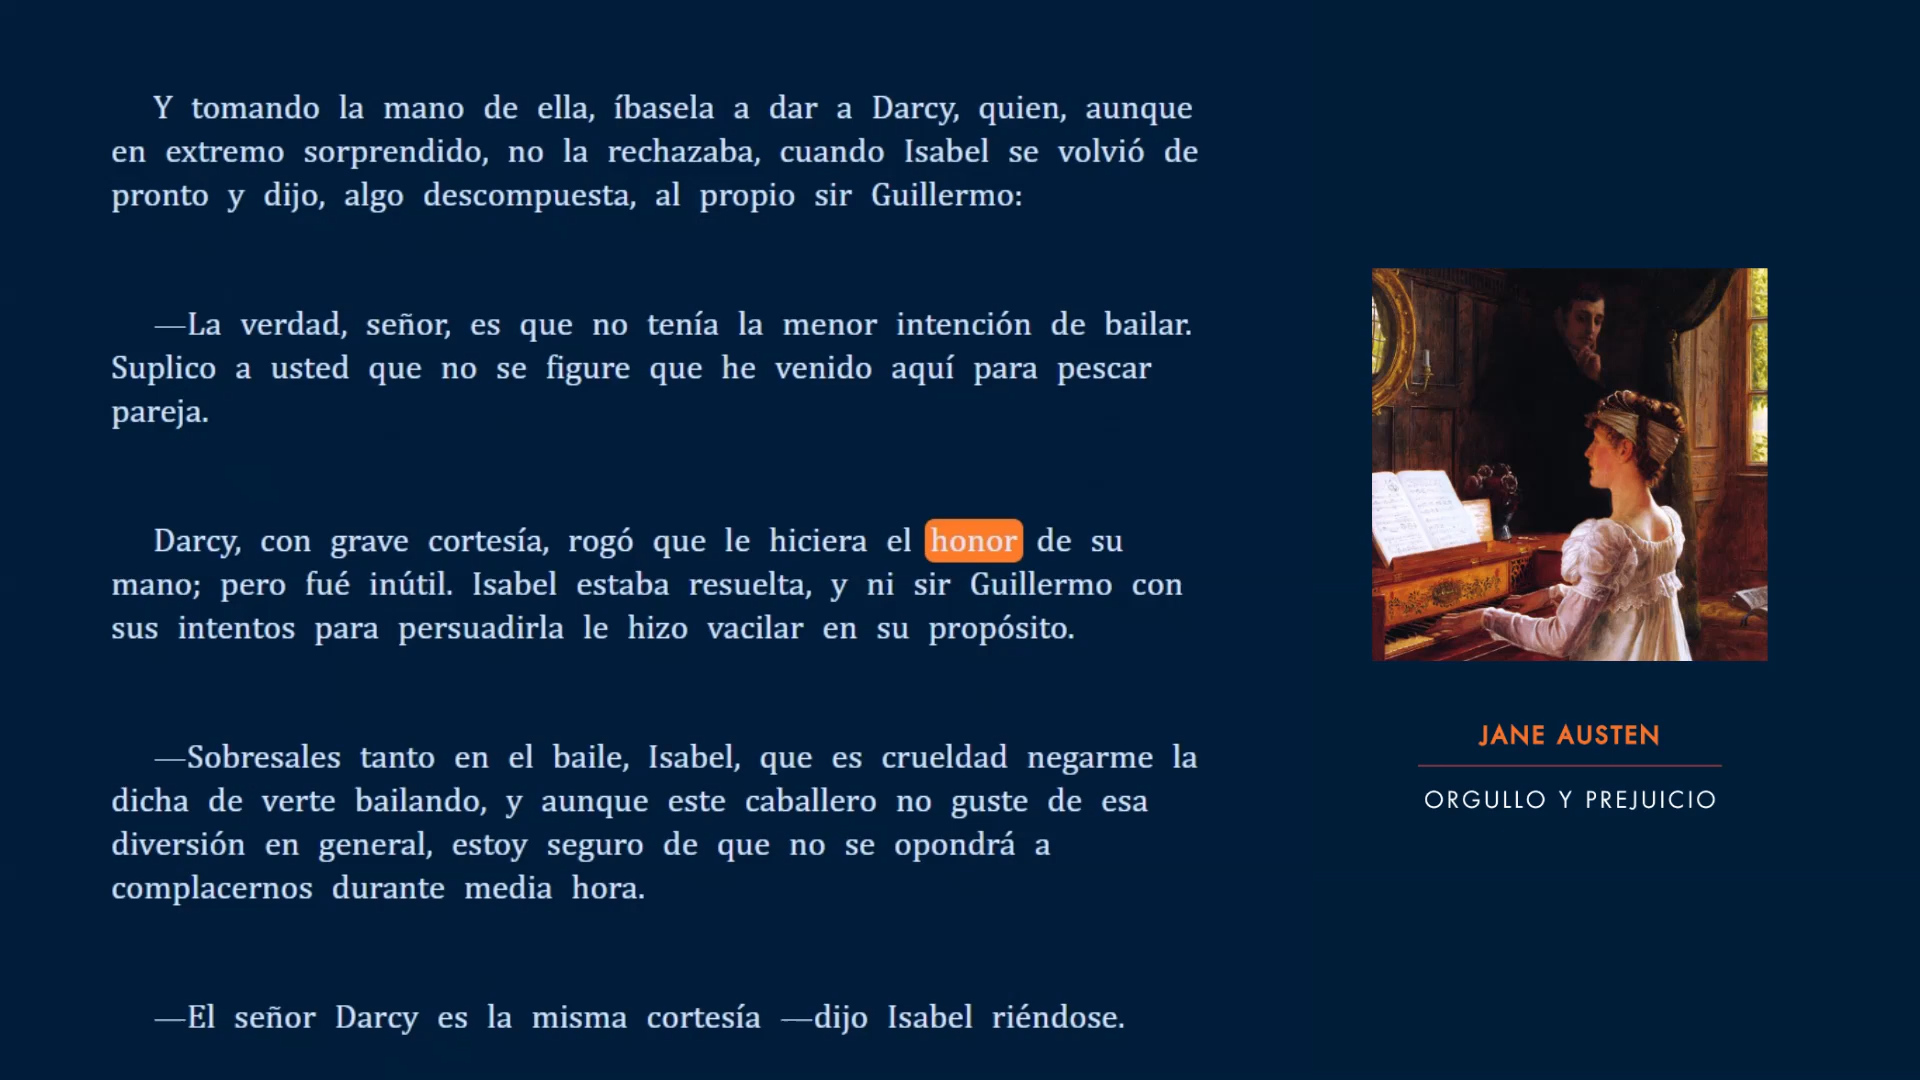 Y tomando la mano de ella, íbasela a dar a Darcy, quien, aunque
en extremo sorprendido, no la rechazaba, cuando Isabel se volvió de
pronto y dijo, algo descompuesta, al propio sir Guillermo:
—La verdad, señor, es que no tenía la menor intención de bailar.
Suplico a usted que no se figure que he venido aquí para pescar
pareja.
Darcy, con grave cortesía, rogó que le hiciera el honor de su
mano; pero fué inútil. Isabel estaba resuelta, y ni sir Guillermo con
sus intentos para persuadirla le hizo vacilar en su propósito.
—Sobresales tanto en el baile, Isabel, que es crueldad negarme la
dicha de verte bailando, y aunque este caballero no guste de esa
diversión en general, estoy seguro de que no se opondrá a
complacernos durante media hora.
—El señor Darcy es la misma cortesía —dijo Isabel riéndose.
JANE AUSTEN
ORGULLO Y PREJUICIO